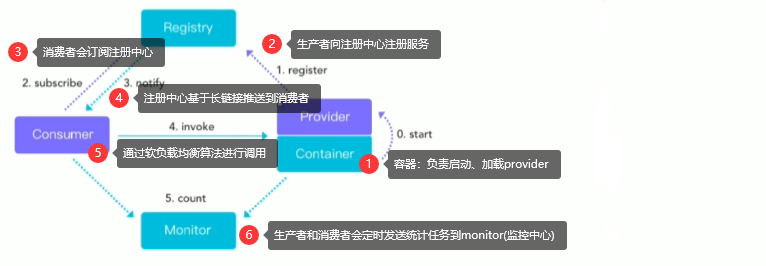 Registry
3 消费者会订阅注册中心
2 生产者向注册中心注册服务
2. subscribe
3. notify
1. register
4 注册中心基于长链接推送到消费者
Consumer
4. invoke
Provider
0. start
5 通过软负载均衡算法进行调用
Container
1 容器：负责启动、加载provider
5. count
Monitor
6 生产者和消费者会定时发送统计任务到monitor(监控中心)